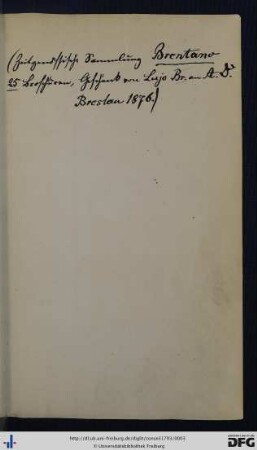 (Zeitgenössische Sammlung Brentano
25 Broschüren, Geschenk von Lujo Br. an A. D.
Breslau 1876.)
http://dl.ub.uni-freiburg.de/diglit/consell1793/0003
© Universitätsbibliothek Freiburg
DFG